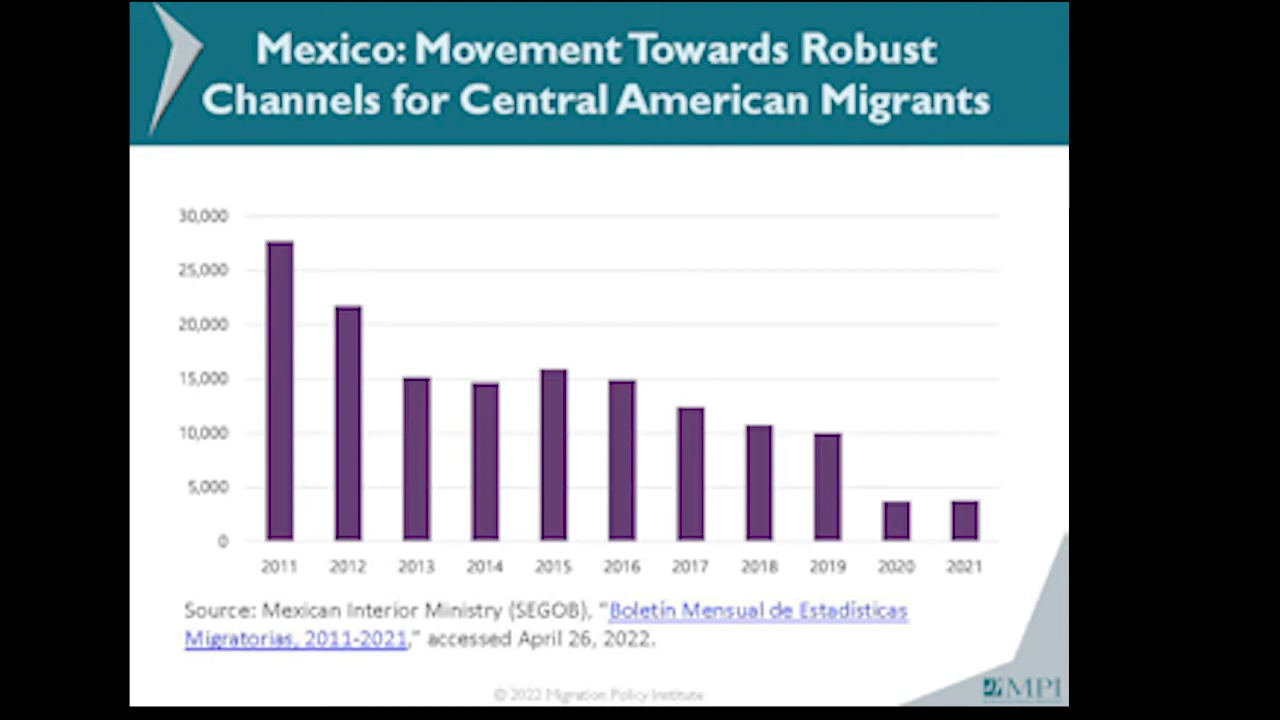 Mexico: Movement Towards Robust
Channels for Central American Migrants
30,000
25,000
20,000
15,000
10,000
5,000
0
2011 2012 2013 2014 2015 2016 2017 2018 2019 2020 2021
Source: Mexican Interior Ministry (SEGOB), "Boletín Mensual de Estadísticas
Migratorias, 2011-2021," accessed April 26, 2022.
© 2022 Migration Policy Institute
MPI